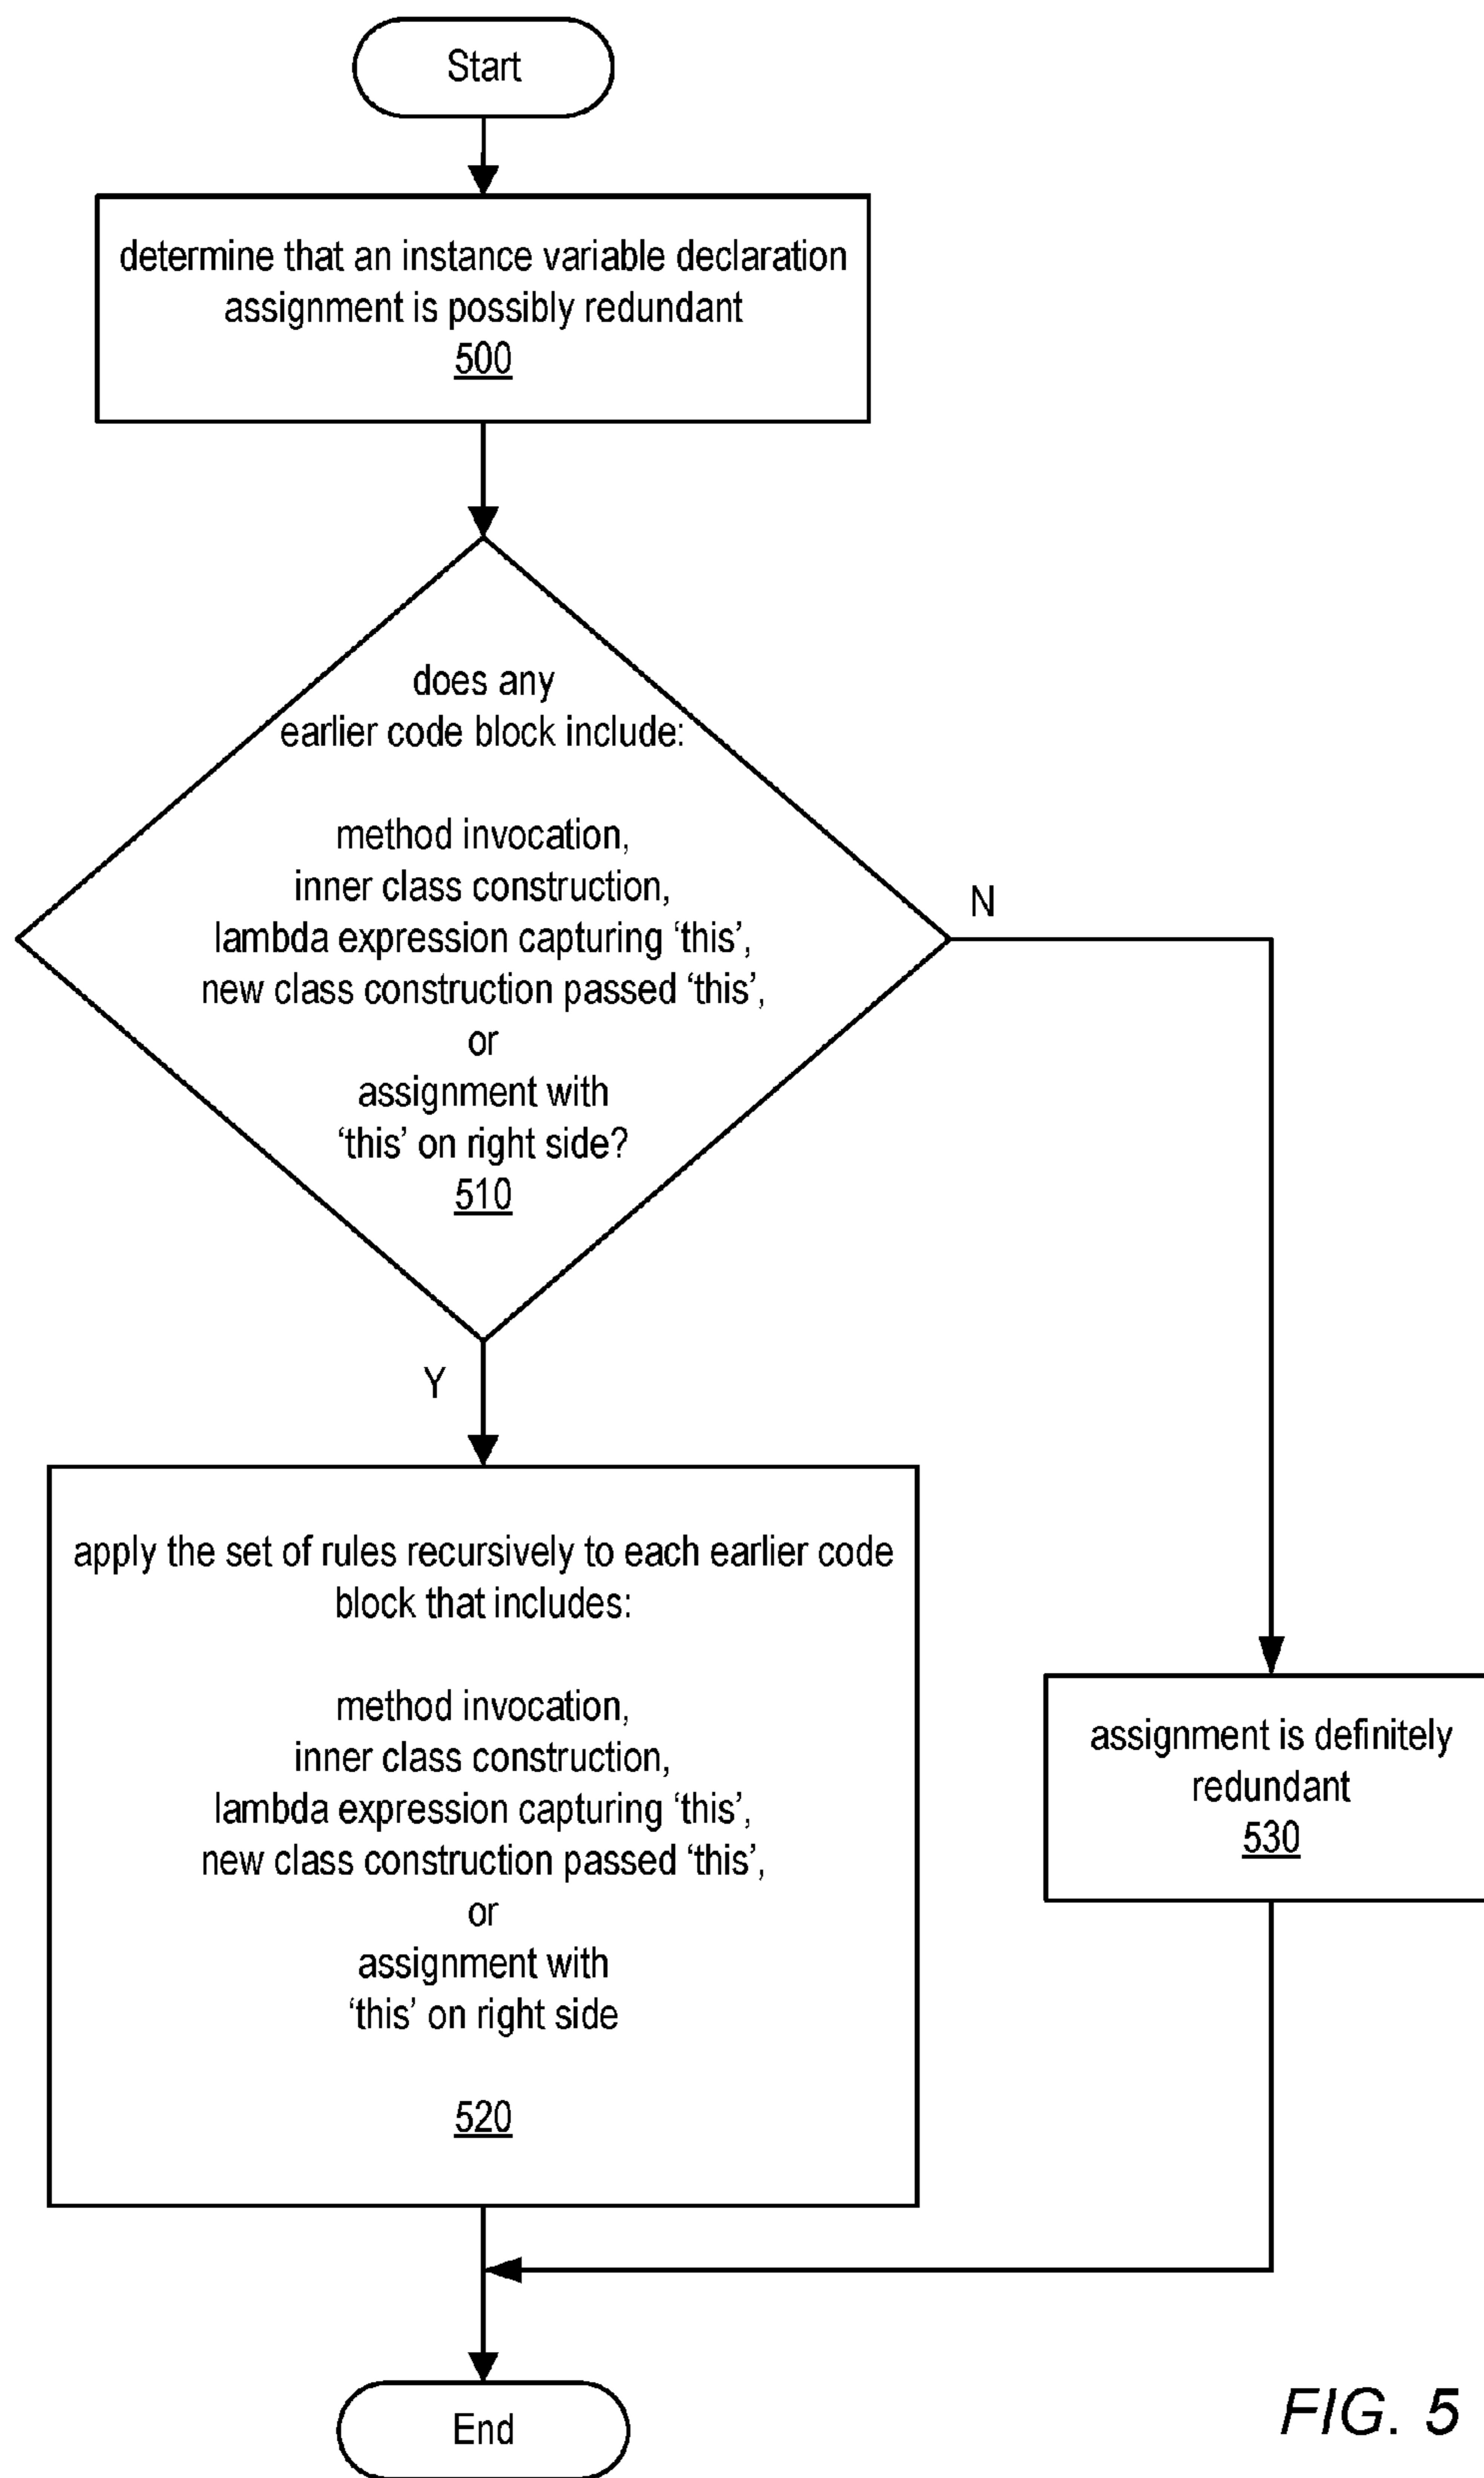 Start
determine that an instance variable declaration
assignment is possibly redundant
500
does any
earlier code block include:
method invocation,
inner class construction,
lambda expression capturing ‘this’,
new class construction passed ‘this’,
or
assignment with
‘this’ on right side?
510
N
Y
apply the set of rules recursively to each earlier code
block that includes:
method invocation,
inner class construction,
lambda expression capturing ‘this’,
new class construction passed ‘this’,
or
assignment with
‘this’ on right side
520
assignment is definitely
redundant
530
End
FIG. 5